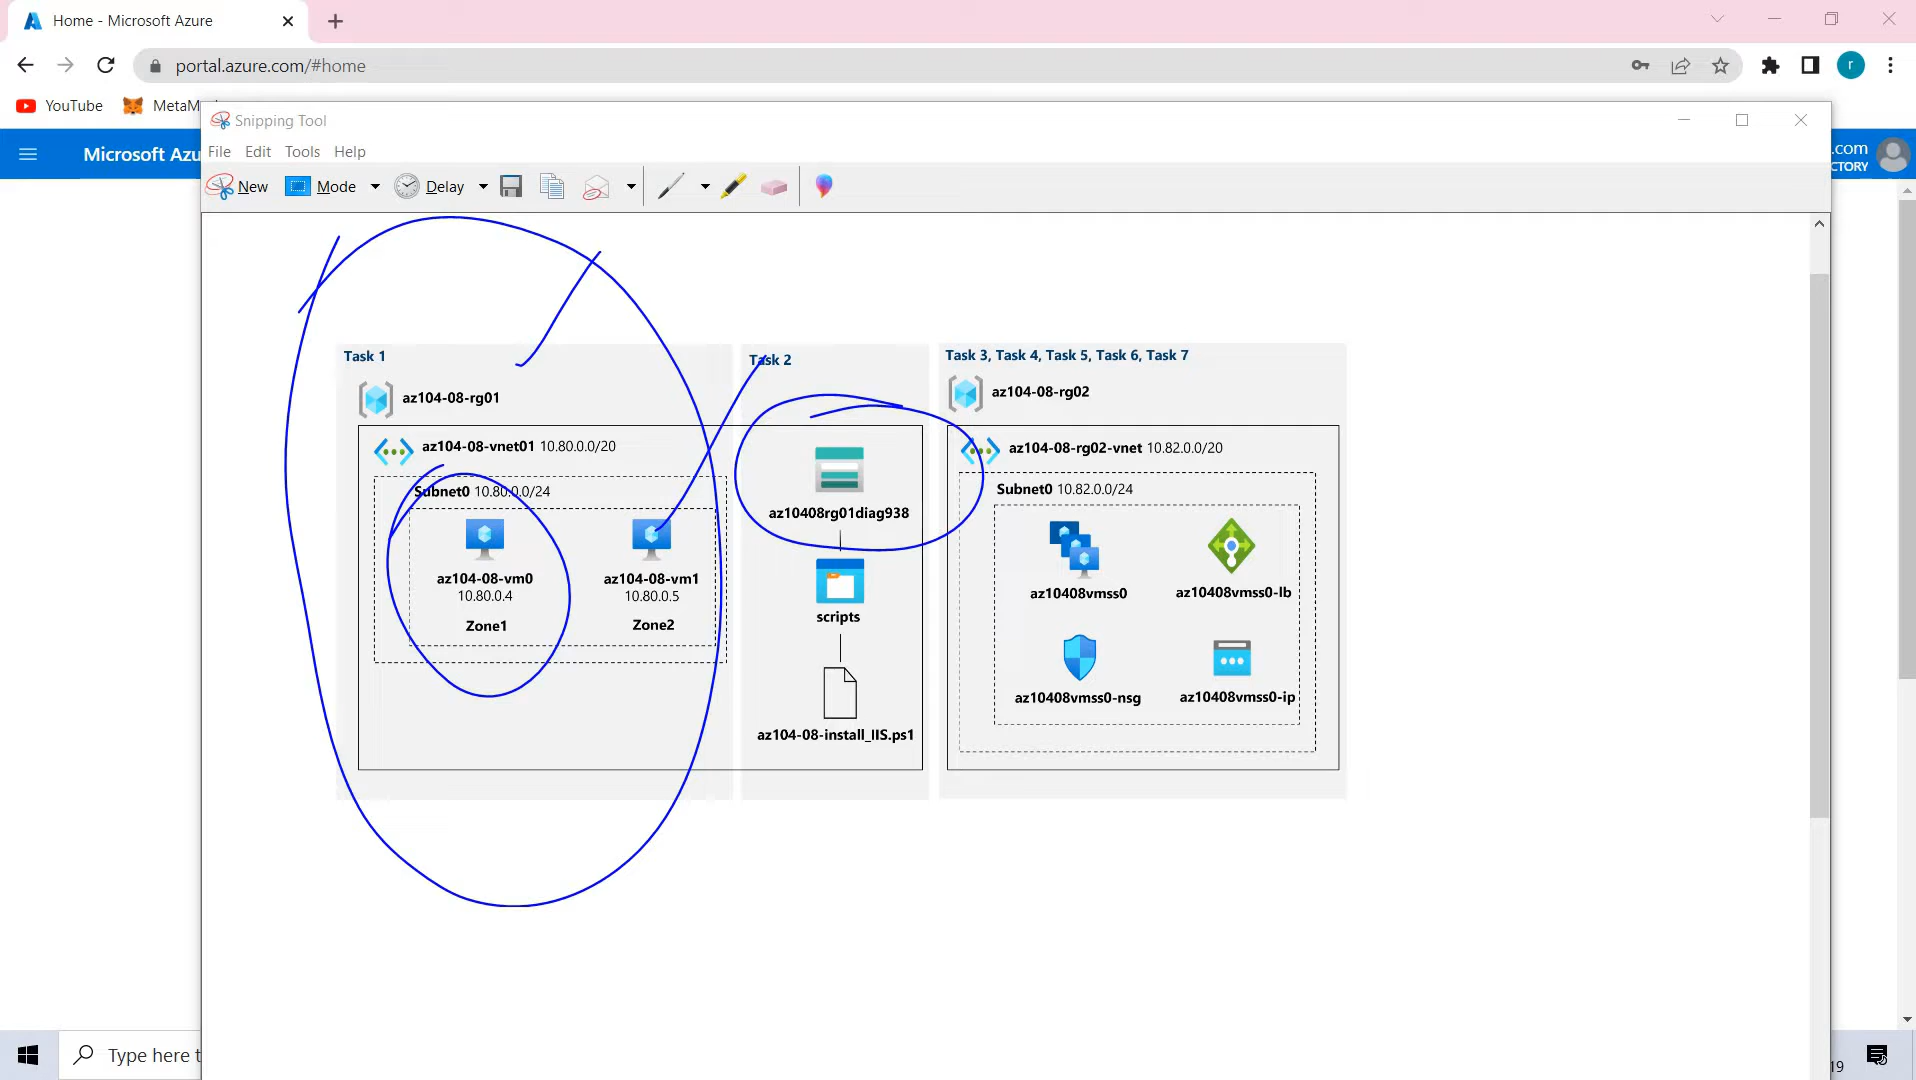 Home - Microsoft Azure
portal.azure.com/#home
r
YouTube
Snipping Tool
File Edit Tools Help
Microsoft Azu
.com
CTORY
New Mode Delay
Task 1
Task 2
Task 3, Task 4, Task 5, Task 6, Task 7
az104-08-rg01
az104-08-rg02
az104-08-vnet01 10.80.0.0/20
az104-08-rg02-vnet 10.82.0.0/20
Subnet0 10.80.0.0/24
Subnet0 10.82.0.0/24
az10408rg01diag938
az104-08-vm0
10.80.0.4
Zone1
az104-08-vm1
10.80.0.5
Zone2
scripts
az104-08-install_IIS.ps1
az10408vmss0
az10408vmss0-lb
az10408vmss0-nsg
az10408vmss0-ip
Type here t
19